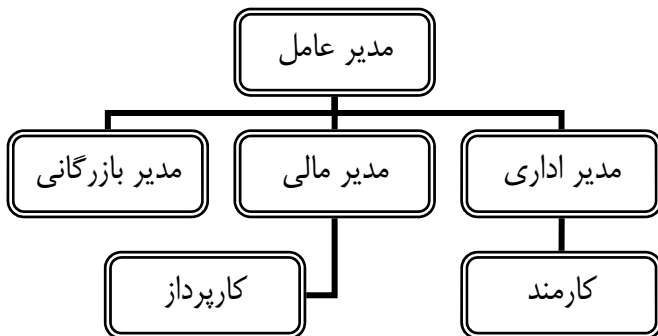 مدیر عامل
مدیر اداری
مدیر مالی
مدیر بازرگانی
کارمند
کارپرداز